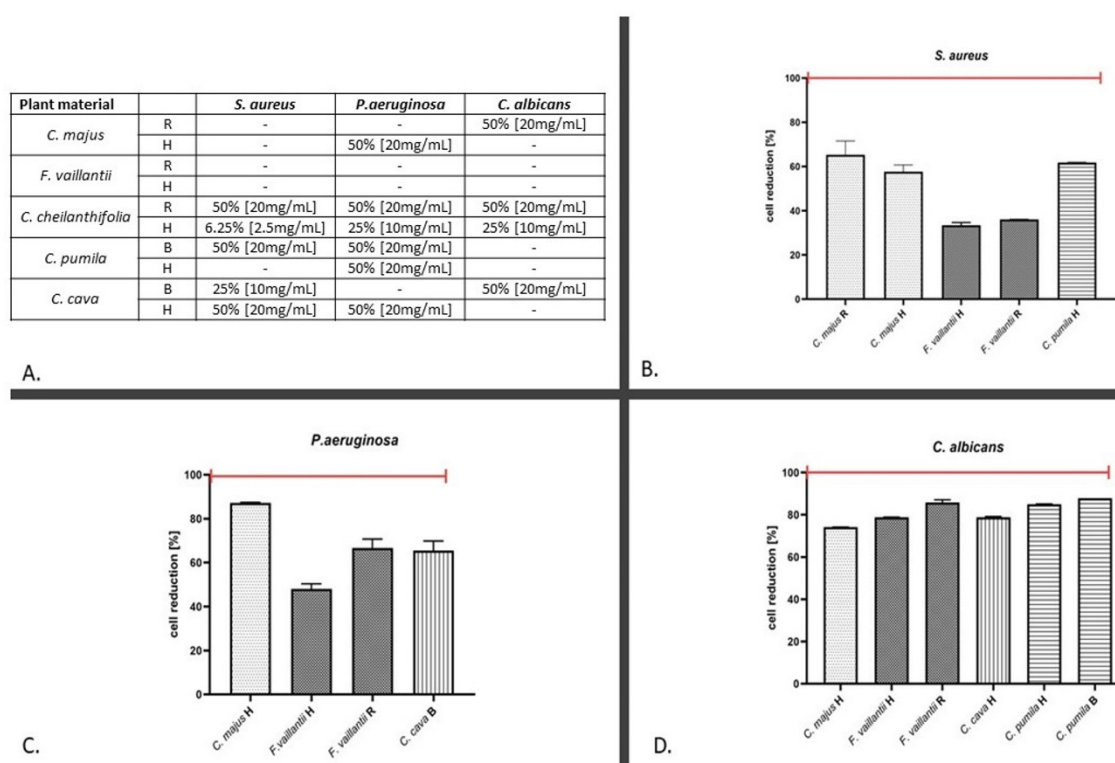 Plant material S. aureus P.aeruginosa C. albicans
C. majus R - - 50% [20mg/mL]
H - 50% [20mg/mL] -
F. vaillantii R - - -
H - - -
C. cheilanthifolia R 50% [20mg/mL] 50% [20mg/mL] 50% [20mg/mL]
H 6.25% [2.5mg/mL] 25% [10mg/mL] 25% [10mg/mL]
C. pumila B 50% [20mg/mL] 50% [20mg/mL] -
H - 50% [20mg/mL] -
C. cava B 25% [10mg/mL] - 50% [20mg/mL]
H 50% [20mg/mL] 50% [20mg/mL] -
A.
S. aureus
cell reduction [%]
100
80
60
40
20
0
C. majus R
C. majus H
F. vaillantii H
F. vaillantii R
C. pumila H
B.
P.aeruginosa
cell reduction [%]
100
80
60
40
20
0
C. majus H
F.vaillantii H
F. vaillantii R
C. cava B
C.
C. albicans
cell reduction [%]
100
80
60
40
20
0
C. majus H
F. vaillantii H
F. vaillantii R
C. cava H
C. pumila H
C. pumila B
D.